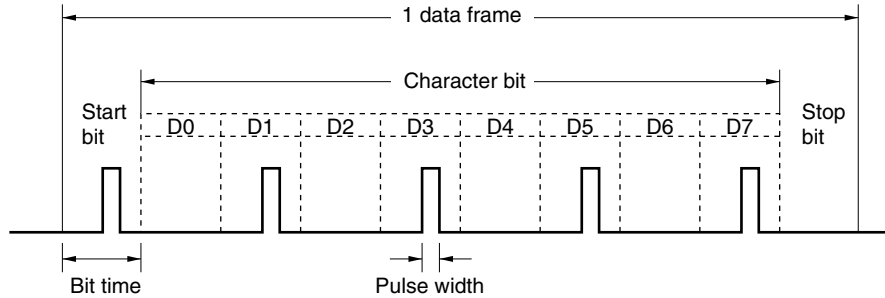 1 data frame
Character bit
Start
bit
D0 D1 D2 D3 D4 D5 D6 D7
Stop
bit
Bit time
Pulse width